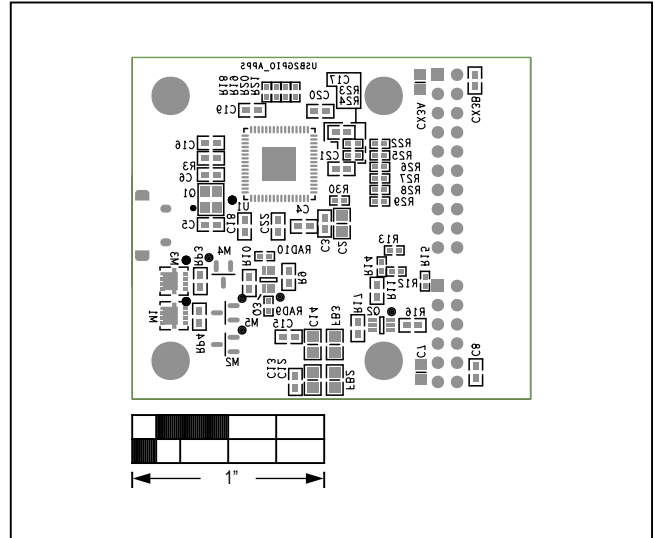 USB2GPIO_APPS
R18
R19
R20
R21
C17
R23
R24
C19
C20
CX3A
CX3B
C16
R3
C6
Q1
U1
C21
R22
R25
R26
R27
R28
R29
R30
C5
C18
C22
C4
C3
C2
R13
R14
R12
R15
R11
M3
RP3
M4
R10
RAD10
R9
Q3
RAD9
M1
RP4
M5
M2
C15
C14
FB3
R17
Q2
R16
C13
C12
FB2
C7
C8
1"